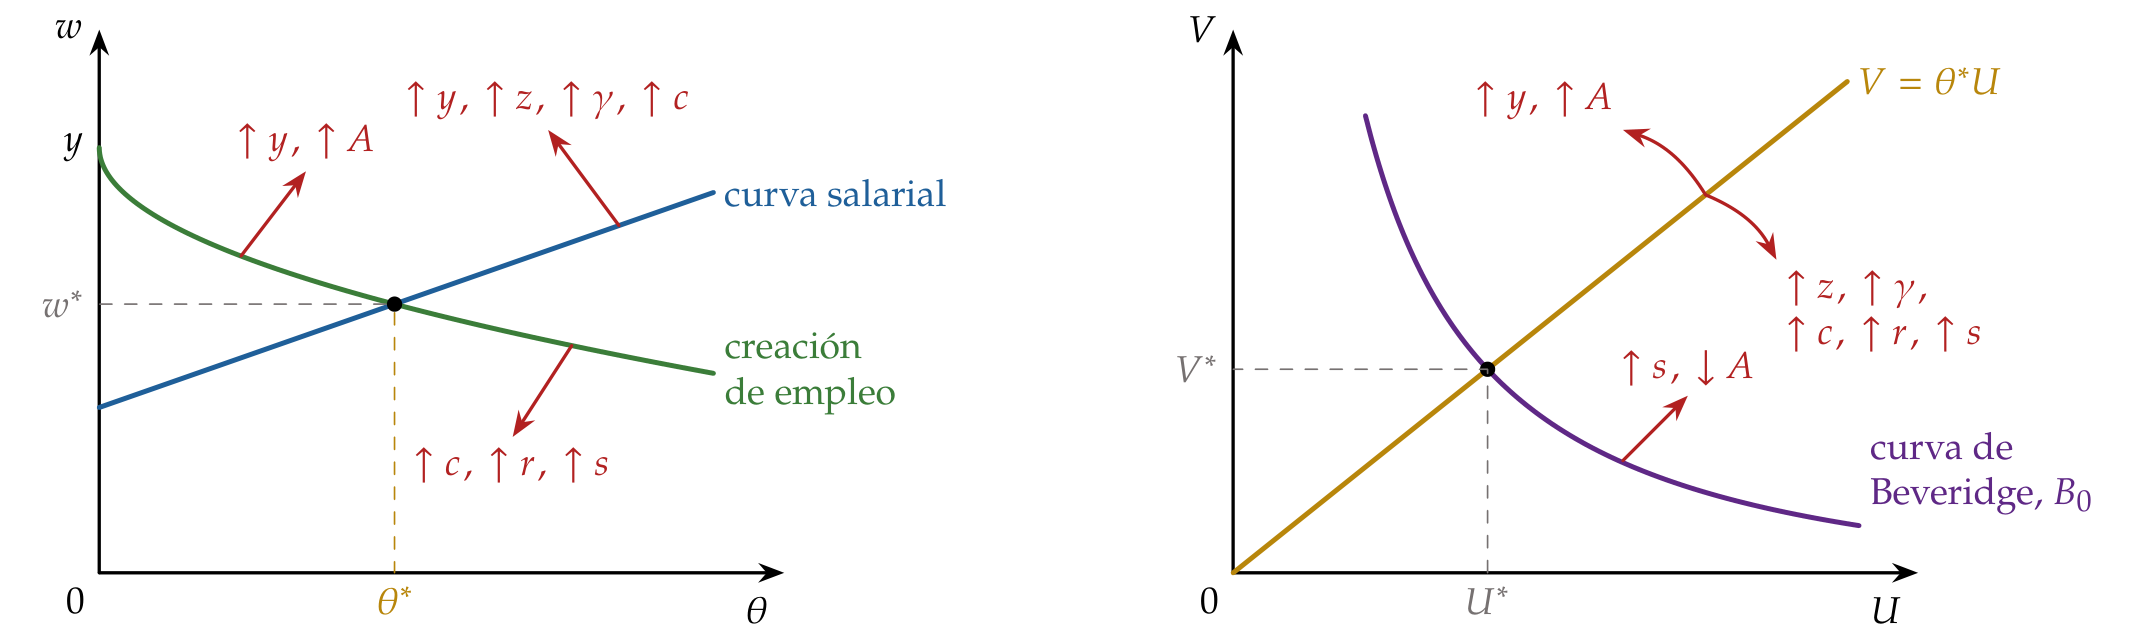 w
y
↑ y, ↑ A
↑ y, ↑ z, ↑ γ, ↑ c
curva salarial
w*
creación
de empleo
↑ c, ↑ r, ↑ s
0
θ*
θ
V
↑ y, ↑ A
V = θ*U
↑ z, ↑ γ,
↑ c, ↑ r, ↑ s
V*
↑ s, ↓ A
curva de
Beveridge, B₀
0
U*
U